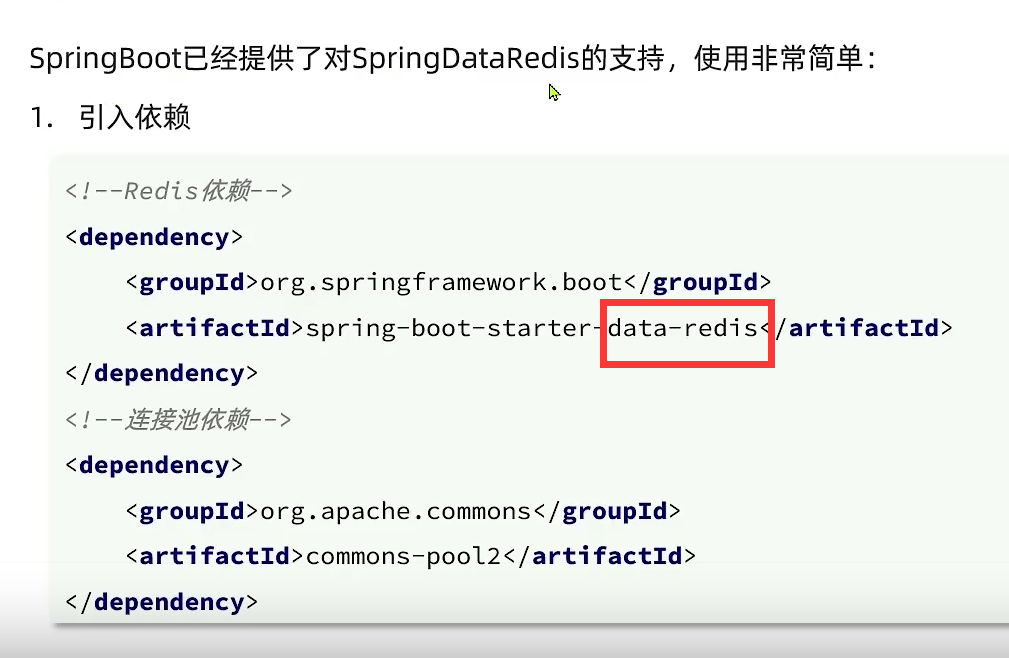 SpringBoot已经提供了对SpringDataRedis的支持，使用非常简单：
1. 引入依赖
<!--Redis依赖-->
<dependency>
    <groupId>org.springframework.boot</groupId>
    <artifactId>spring-boot-starter-data-redis</artifactId>
</dependency>
<!--连接池依赖-->
<dependency>
    <groupId>org.apache.commons</groupId>
    <artifactId>commons-pool2</artifactId>
</dependency>